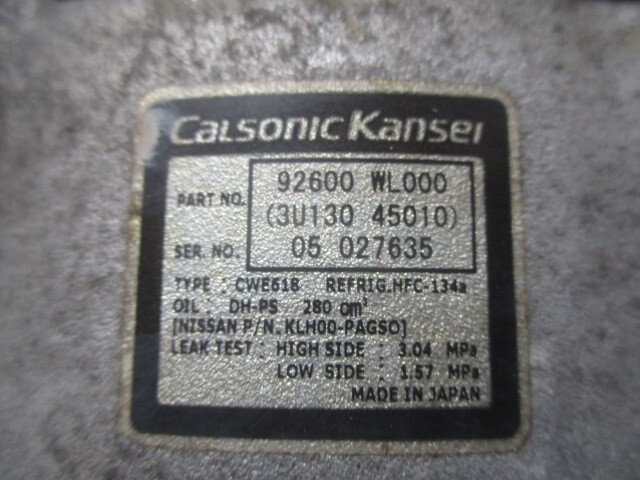 CalsonicKansei
PART NO. 92600 WL000
(3U130 45010)
SER. NO. 05 027635
TYPE : CWE618 REFRIG.HFC-134a
OIL : DH-PS 280 cm³
[NISSAN P/N. KLH00-PAGS0]
LEAK TEST : HIGH SIDE : 3.04 MPa
LOW SIDE : 1.57 MPa
MADE IN JAPAN